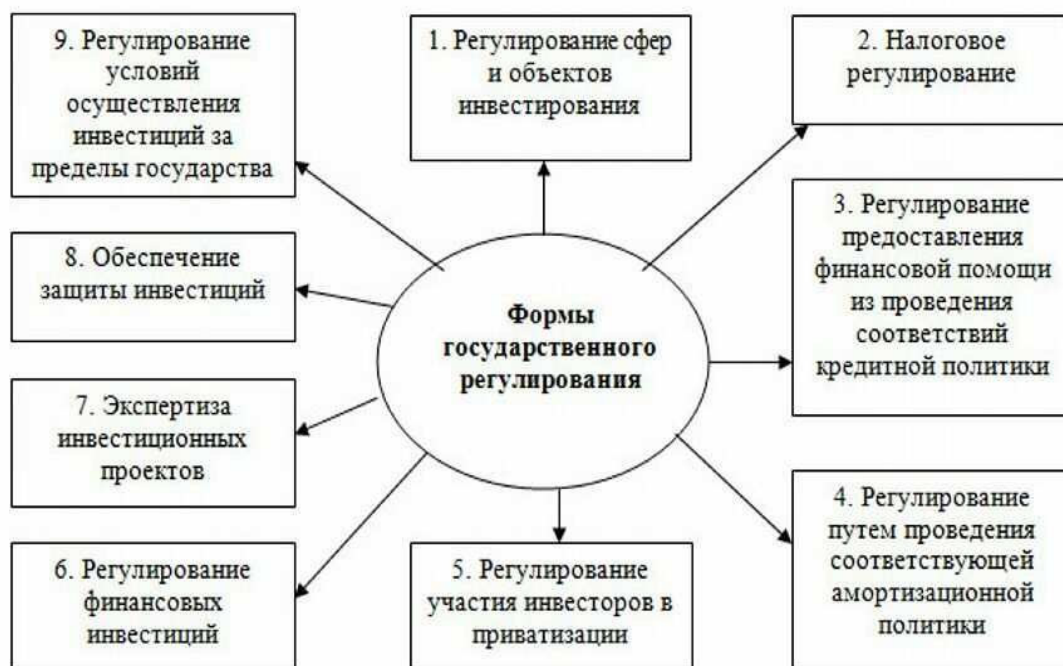 9. Регулирование
условий
осуществления
инвестиций за
пределы государства
1. Регулирование сфер
и объектов
инвестирования
2. Налоговое
регулирование
3. Регулирование
предоставления
финансовой помощи
из проведения
соответствий
кредитной политики
8. Обеспечение
защиты инвестиций
Формы
государственного
регулирования
7. Экспертиза
инвестиционных
проектов
4. Регулирование
путем проведения
соответствующей
амортизационной
политики
6. Регулирование
финансовых
инвестиций
5. Регулирование
участия инвесторов в
приватизации